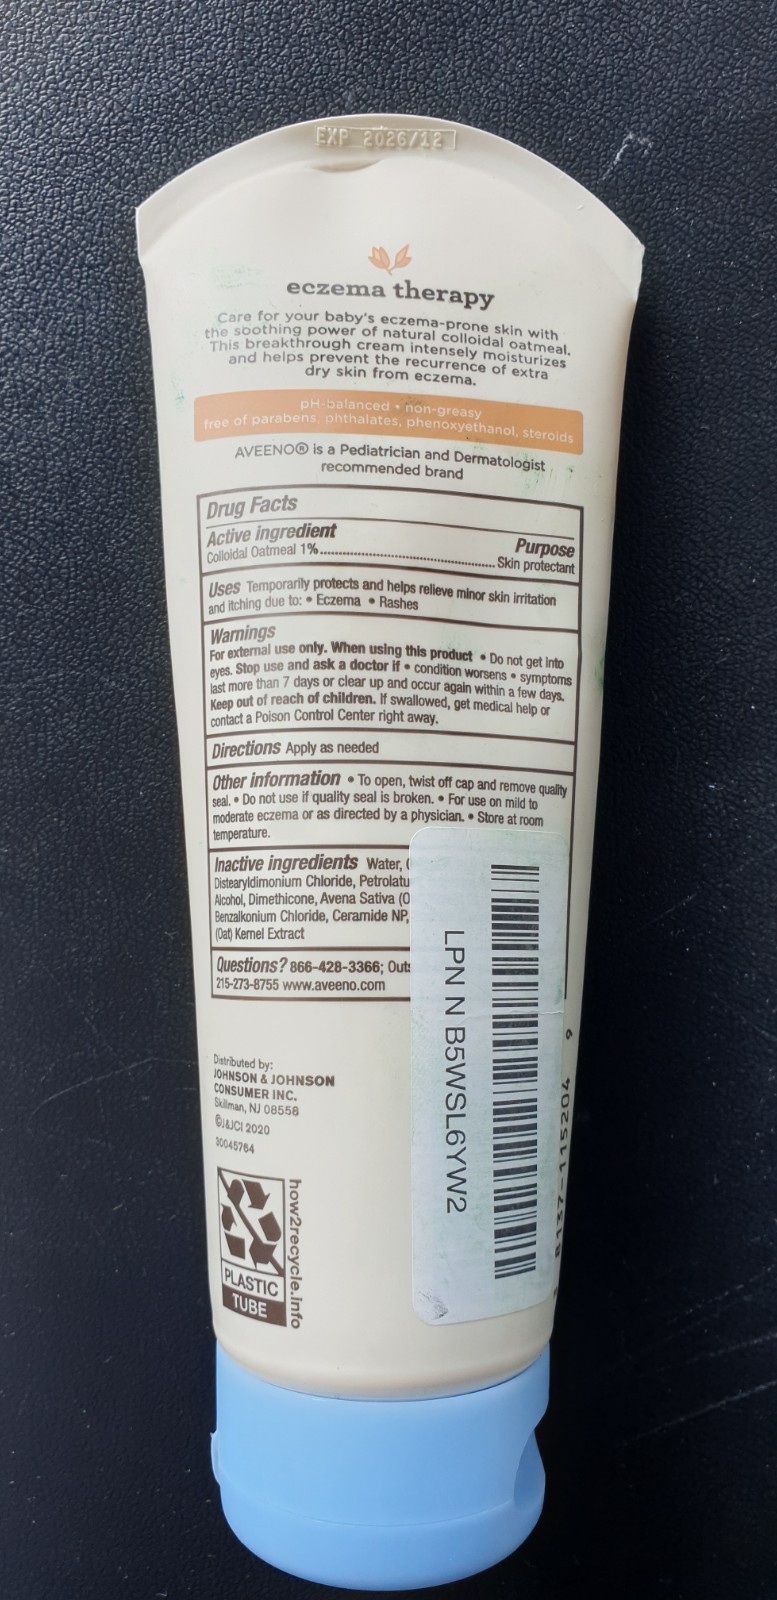 EXP 2026/12
eczema therapy
Care for your baby's eczema-prone skin with
the soothing power of natural colloidal oatmeal.
This breakthrough cream intensely moisturizes
and helps prevent the recurrence of extra
dry skin from eczema.
pH-balanced • non-greasy
free of parabens, phthalates, phenoxyethanol, steroids
AVEENO® is a Pediatrician and Dermatologist
recommended brand
Drug Facts
Active ingredient Purpose
Colloidal Oatmeal 1%.......................................................Skin protectant
Uses Temporarily protects and helps relieve minor skin irritation
and itching due to: • Eczema • Rashes
Warnings
For external use only. When using this product • Do not get into
eyes. Stop use and ask a doctor if • condition worsens • symptoms
last more than 7 days or clear up and occur again within a few days.
Keep out of reach of children. If swallowed, get medical help or
contact a Poison Control Center right away.
Directions Apply as needed
Other information • To open, twist off cap and remove quality
seal. • Do not use if quality seal is broken. • For use on mild to
moderate eczema or as directed by a physician. • Store at room
temperature.
Inactive ingredients Water,
Distearyldimonium Chloride, Petrolatu
Alcohol, Dimethicone, Avena Sativa (O
Benzalkonium Chloride, Ceramide NP,
(Oat) Kernel Extract
Questions? 866-428-3366; Outs
215-273-8755 www.aveeno.com
LPN N B5WSL6YW2
8137-115204 9
Distributed by:
JOHNSON & JOHNSON
CONSUMER INC.
Skillman, NJ 08558
©J&JCI 2020
30045764
how2recycle.info
PLASTIC
TUBE